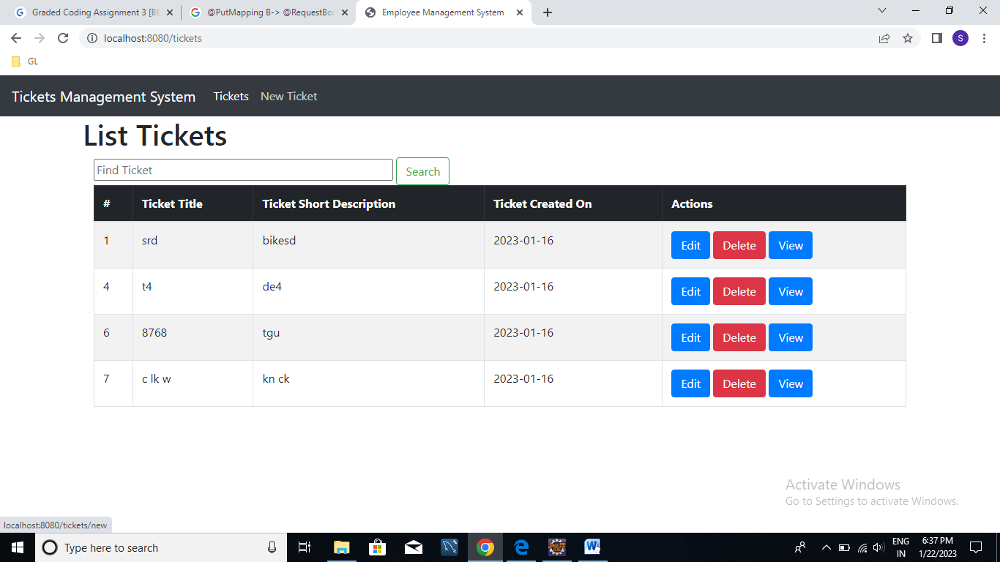 Graded Coding Assignment 3 [BE
@PutMapping B-> @RequestBoc
Employee Management System
localhost:8080/tickets
S
GL
Tickets Management System Tickets New Ticket
List Tickets
Find Ticket Search
# Ticket Title Ticket Short Description Ticket Created On Actions
1 srd bikesd 2023-01-16 Edit Delete View
4 t4 de4 2023-01-16 Edit Delete View
6 8768 tgu 2023-01-16 Edit Delete View
7 c lk w kn ck 2023-01-16 Edit Delete View
Activate Windows
Go to Settings to activate Windows.
localhost:8080/tickets/new
Type here to search
ENG
IN
6:37 PM
1/22/2023